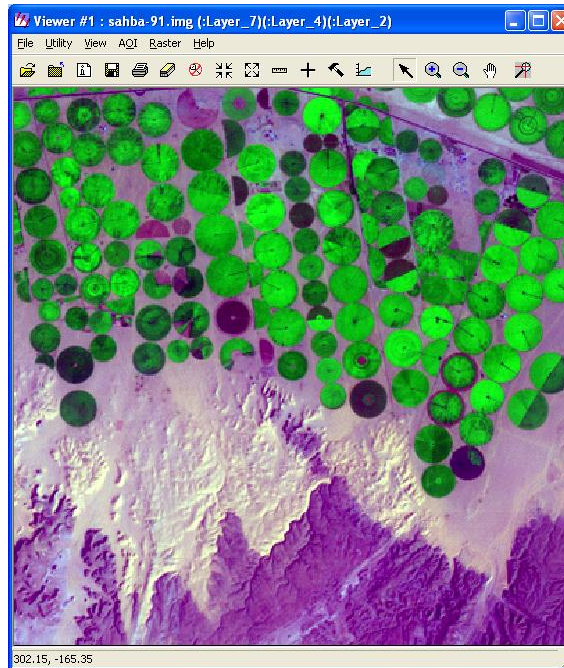 Viewer #1 : sahba-91.img (:Layer_7)(:Layer_4)(:Layer_2)
File Utility View AOI Raster Help
302.15, -165.35